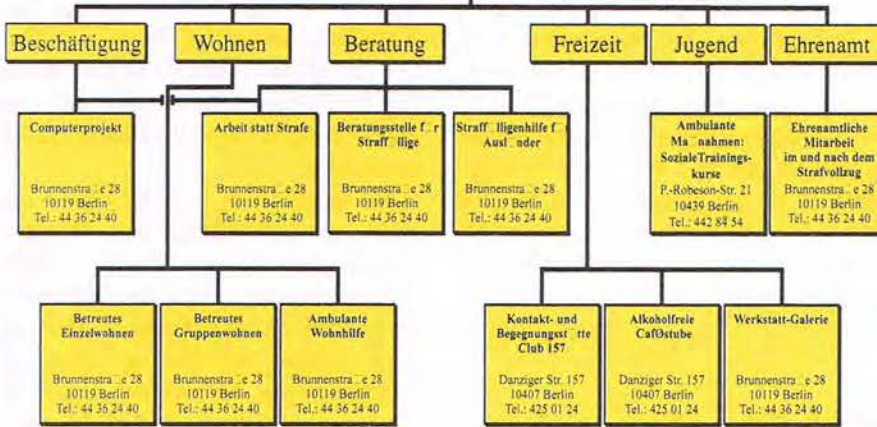 Beschäftigung
Wohnen
Beratung
Freizeit
Jugend
Ehrenamt
Computerprojekt
Brunnenstra□e 28
10119 Berlin
Tel.: 44 36 24 40
Arbeit statt Strafe
Brunnenstra□e 28
10119 Berlin
Tel.: 44 36 24 40
Beratungsstelle f□r
Straff□llige
Brunnenstra□e 28
10119 Berlin
Tel.: 44 36 24 40
Straff□lligenhilfe f□r
Ausl□nder
Brunnenstra□e 28
10119 Berlin
Tel.: 44 36 24 40
Ambulante
Ma□nahmen:
SozialeTrainings-
kurse
P.-Robeson-Str. 21
10439 Berlin
Tel.: 442 84 54
Ehrenamtliche
Mitarbeit
im und nach dem
Strafvollzug
Brunnenstra□e 28
10119 Berlin
Tel.: 44 36 24 40
Betreutes
Einzelwohnen
Brunnenstra□e 28
10119 Berlin
Tel.: 44 36 24 40
Betreutes
Gruppenwohnen
Brunnenstra□e 28
10119 Berlin
Tel.: 44 36 24 40
Ambulante
Wohnhilfe
Brunnenstra□e 28
10119 Berlin
Tel.: 44 36 24 40
Kontakt- und
Begegnungsst□tte
Club 157
Danziger Str. 157
10407 Berlin
Tel.: 425 01 24
Alkoholfreie
CafØstube
Danziger Str. 157
10407 Berlin
Tel.: 425 01 24
Werkstatt-Galerie
Brunnenstra□e 28
10119 Berlin
Tel.: 44 36 24 40